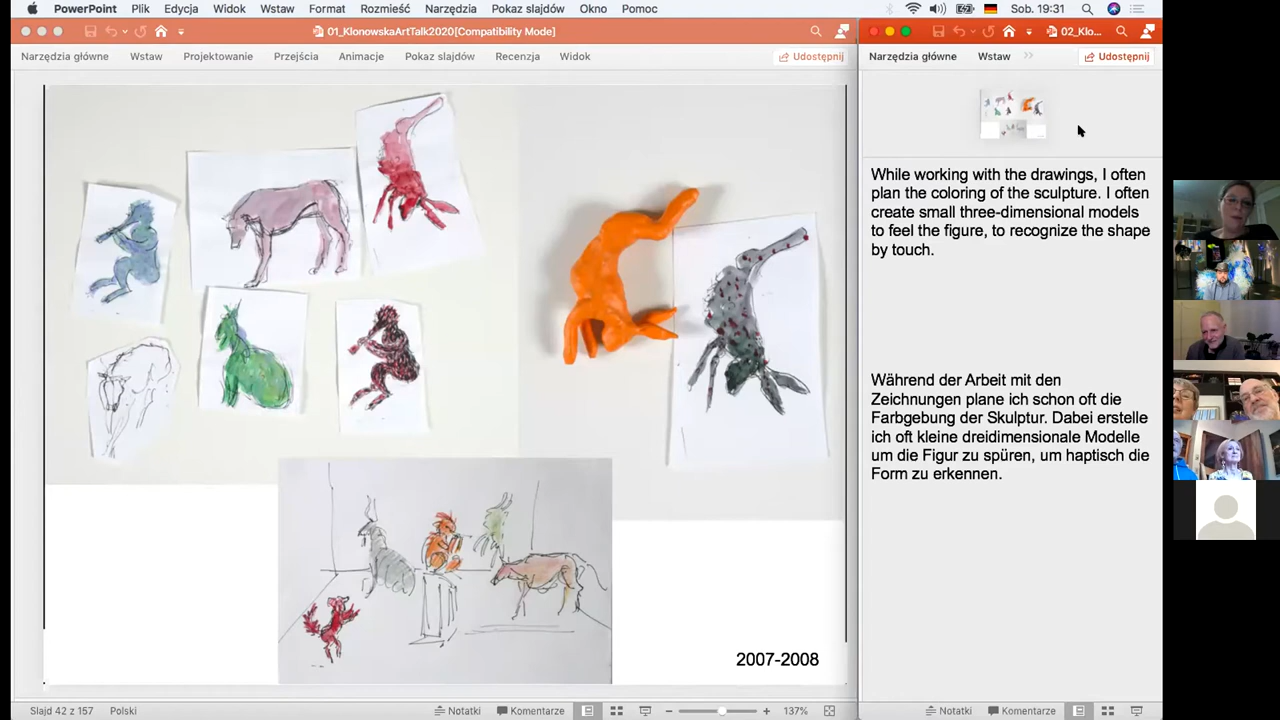 PowerPoint Plik Edycja Widok Wstaw Format Rozmieść Narzędzia Pokaz slajdów Okno Pomoc Sob. 19:31
01_KlonowskaArtTalk2020[Compatibility Mode]
02_Klo...
Narzędzia główne Wstaw Projektowanie Przejścia Animacje Pokaz slajdów Recenzja Widok Udostępnij
Narzędzia główne Wstaw Udostępnij
While working with the drawings, I often
plan the coloring of the sculpture. I often
create small three-dimensional models
to feel the figure, to recognize the shape
by touch.
Während der Arbeit mit den
Zeichnungen plane ich schon oft die
Farbgebung der Skulptur. Dabei erstelle
ich oft kleine dreidimensionale Modelle
um die Figur zu spüren, um haptisch die
Form zu erkennen.
2007-2008
Slajd 42 z 157 Polski Notatki Komentarze 137%
Notatki Komentarze